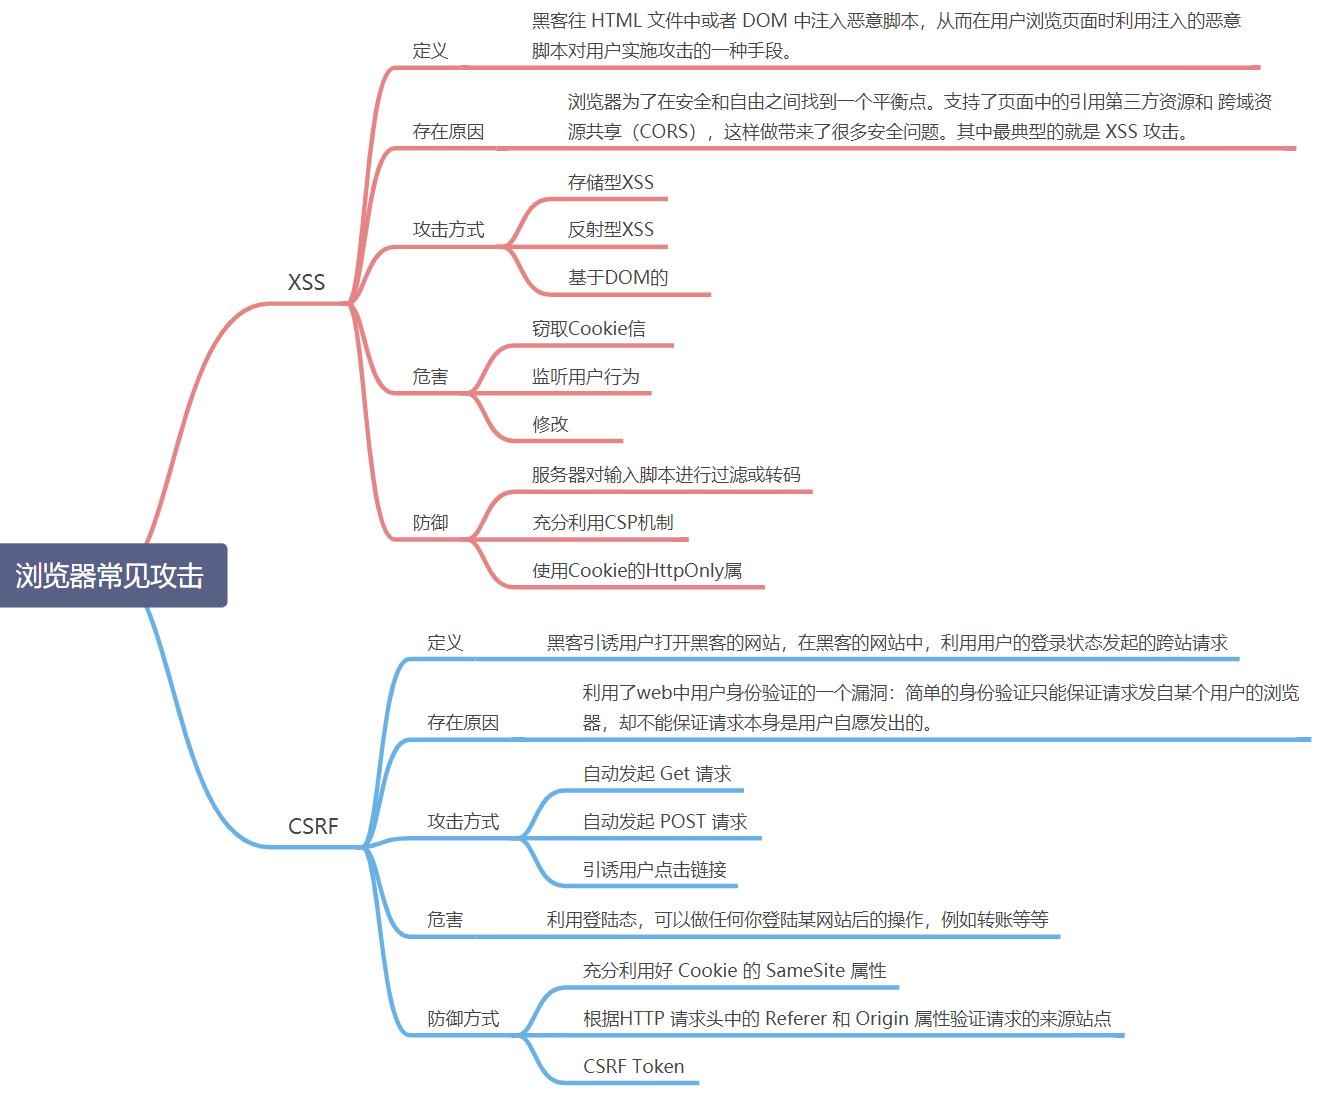 浏览器常见攻击
XSS
定义
黑客往 HTML 文件中或者 DOM 中注入恶意脚本，从而在用户浏览页面时利用注入的恶意
脚本对用户实施攻击的一种手段。
存在原因
浏览器为了在安全和自由之间找到一个平衡点。支持了页面中的引用第三方资源和 跨域资
源共享（CORS），这样做带来了很多安全问题。其中最典型的就是 XSS 攻击。
攻击方式
存储型XSS
反射型XSS
基于DOM的
危害
窃取Cookie信
监听用户行为
修改
防御
服务器对输入脚本进行过滤或转码
充分利用CSP机制
使用Cookie的HttpOnly属
CSRF
定义
黑客引诱用户打开黑客的网站，在黑客的网站中，利用用户的登录状态发起的跨站请求
存在原因
利用了web中用户身份验证的一个漏洞：简单的身份验证只能保证请求发自某个用户的浏览
器，却不能保证请求本身是用户自愿发出的。
攻击方式
自动发起 Get 请求
自动发起 POST 请求
引诱用户点击链接
危害
利用登陆态，可以做任何你登陆某网站后的操作，例如转账等等
防御方式
充分利用好 Cookie 的 SameSite 属性
根据HTTP 请求头中的 Referer 和 Origin 属性验证请求的来源站点
CSRF Token